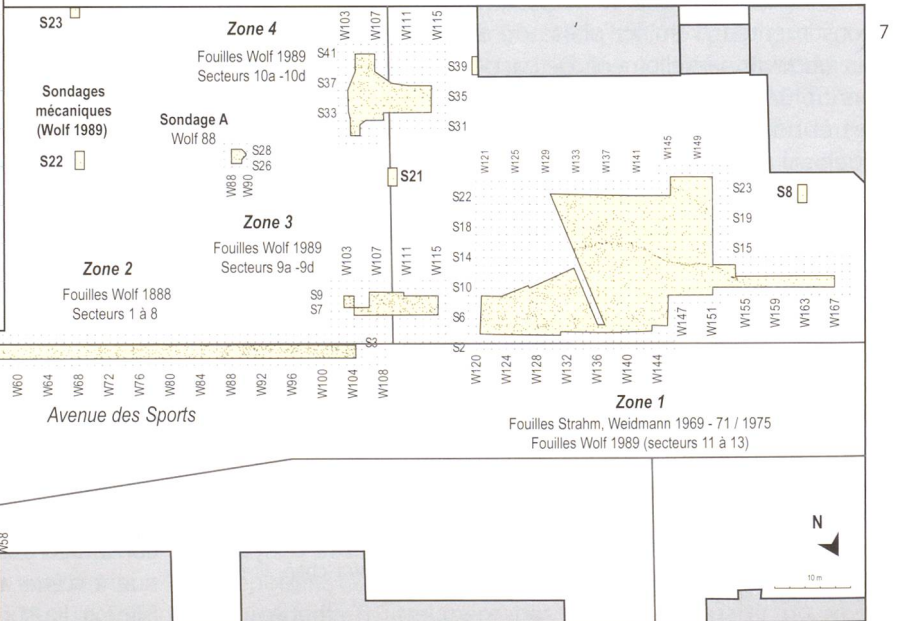 7
S23
Zone 4
Fouilles Wolf 1989
Secteurs 10a -10d
W103
W107
W111
W115
S41
S37
S33
S39
S35
S31
Sondages
mécaniques
(Wolf 1989)
S22
Sondage A
Wolf 88
S28
S26
W88
W90
S21
W121
W125
W129
W133
W137
W141
W145
W149
S22
S18
S14
S10
S6
S2
S23
S19
S15
S8
Zone 3
Fouilles Wolf 1989
Secteurs 9a -9d
W103
W107
W111
W115
S9
S7
S3
Zone 2
Fouilles Wolf 1888
Secteurs 1 à 8
W147
W151
W155
W159
W163
W167
W60
W64
W68
W72
W76
W80
W84
W88
W92
W96
W100
W104
W108
W120
W124
W128
W132
W136
W140
W144
Avenue des Sports
Zone 1
Fouilles Strahm, Weidmann 1969 - 71 / 1975
Fouilles Wolf 1989 (secteurs 11 à 13)
W58
N
10 m